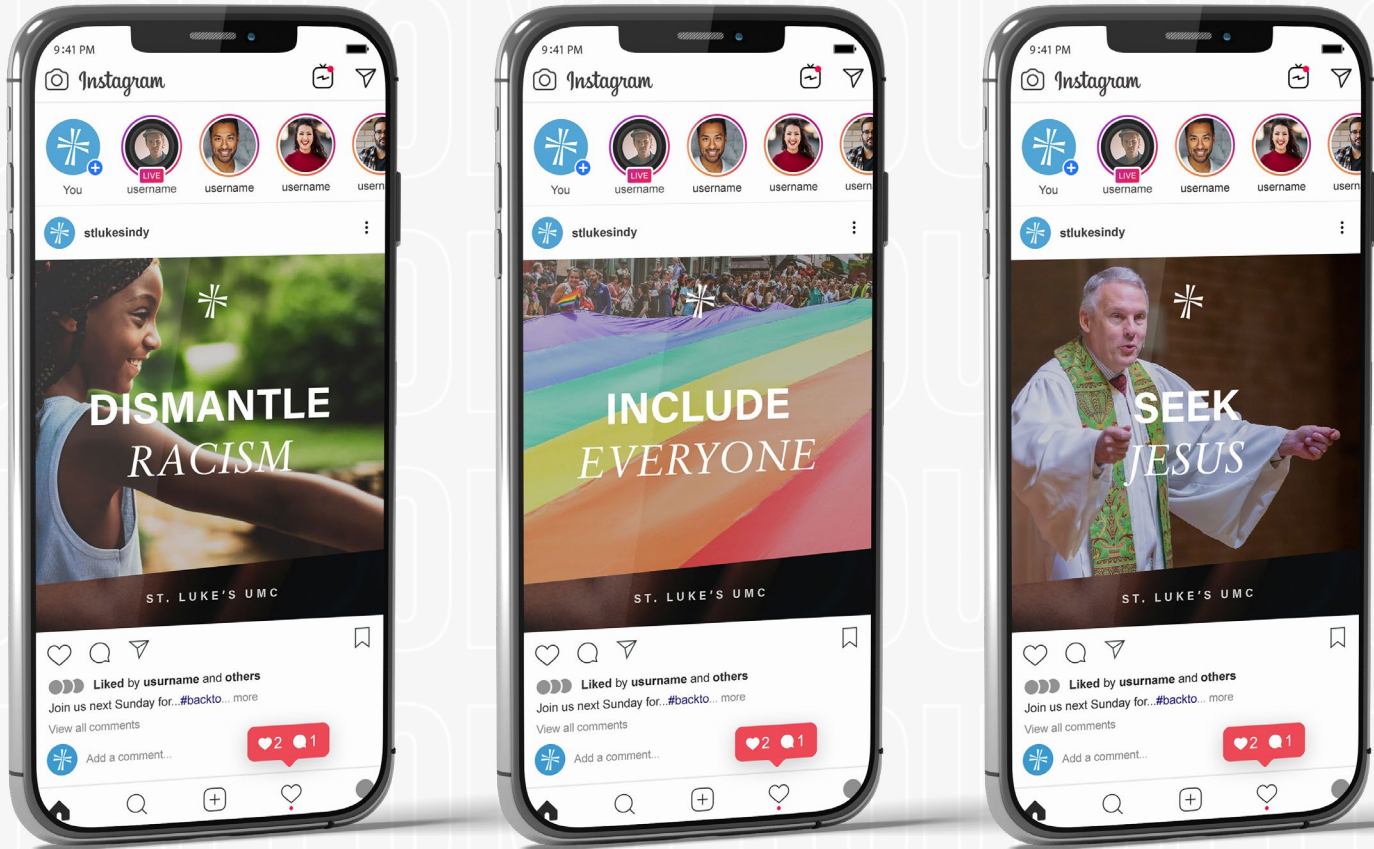 9:41 PM
Instagram
You
LIVE
username
username
username
usern
stlukesindy
DISMANTLE
RACISM
ST. LUKE'S UMC
Liked by usurname and others
Join us next Sunday for...#backto... more
View all comments
Add a comment...
2 1
9:41 PM
Instagram
You
LIVE
username
username
username
usern
stlukesindy
INCLUDE
EVERYONE
ST. LUKE'S UMC
Liked by usurname and others
Join us next Sunday for...#backto... more
View all comments
Add a comment...
2 1
9:41 PM
Instagram
You
LIVE
username
username
username
usern
stlukesindy
SEEK
JESUS
ST. LUKE'S UMC
Liked by usurname and others
Join us next Sunday for...#backto... more
View all comments
Add a comment...
2 1